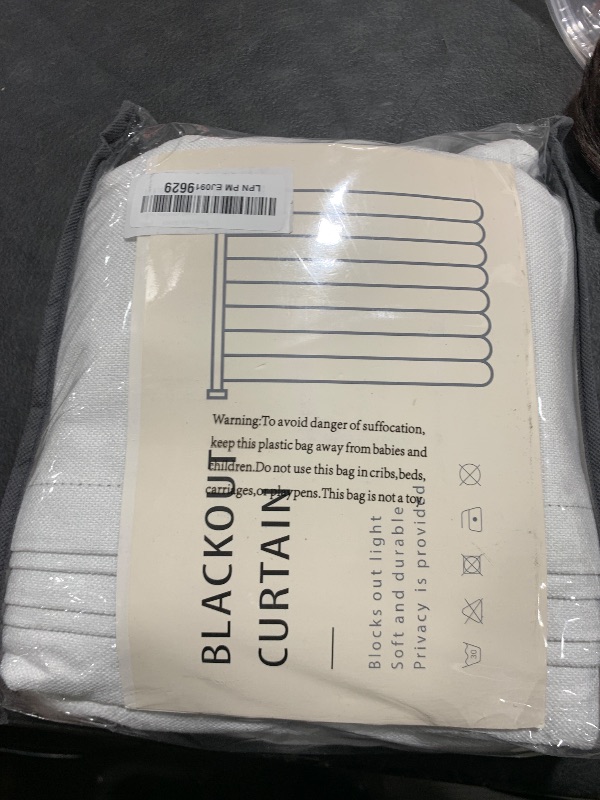 LPN PM EJ0919629
Warning:To avoid danger of suffocation,
keep this plastic bag away from babies and
children.Do not use this bag in cribs,beds,
carriages,or playpens.This bag is not a toy.
BLACKOUT
CURTAIN
Blocks out light
Soft and durable
Privacy is provided
30